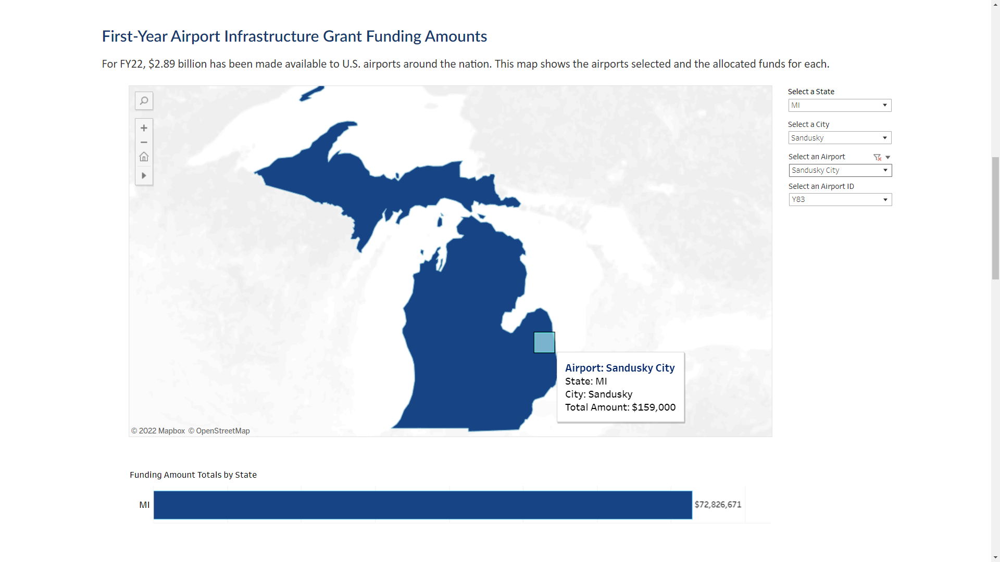 First-Year Airport Infrastructure Grant Funding Amounts
For FY22, $2.89 billion has been made available to U.S. airports around the nation. This map shows the airports selected and the allocated funds for each.
Select a State
MI
Select a City
Sandusky
Select an Airport
Sandusky City
Select an Airport ID
Y83
Airport: Sandusky City
State: MI
City: Sandusky
Total Amount: $159,000
© 2022 Mapbox © OpenStreetMap
Funding Amount Totals by State
MI
$72,826,671